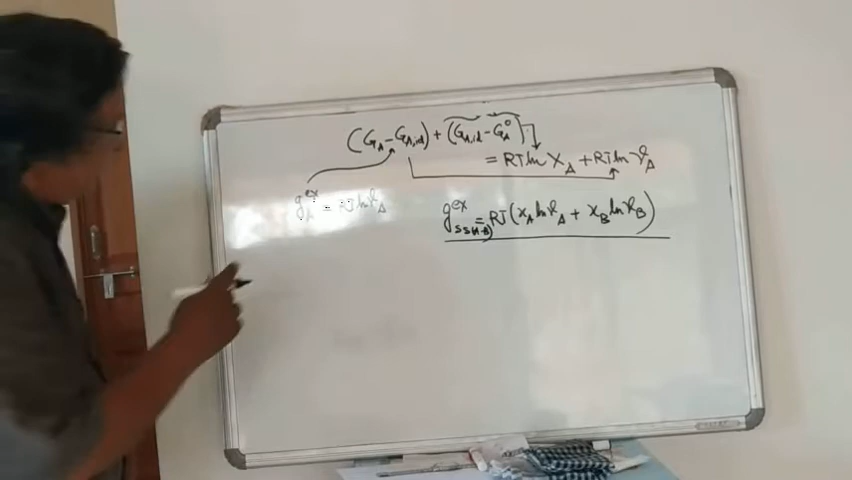 (G_A - G_A,id) + (G_A,id - G_A^o)
= RT ln X_A + RT ln γ_A
g_A^ex = RT ln γ_A
g^ex_ss(A-B) = RT (x_A ln γ_A + x_B ln γ_B)